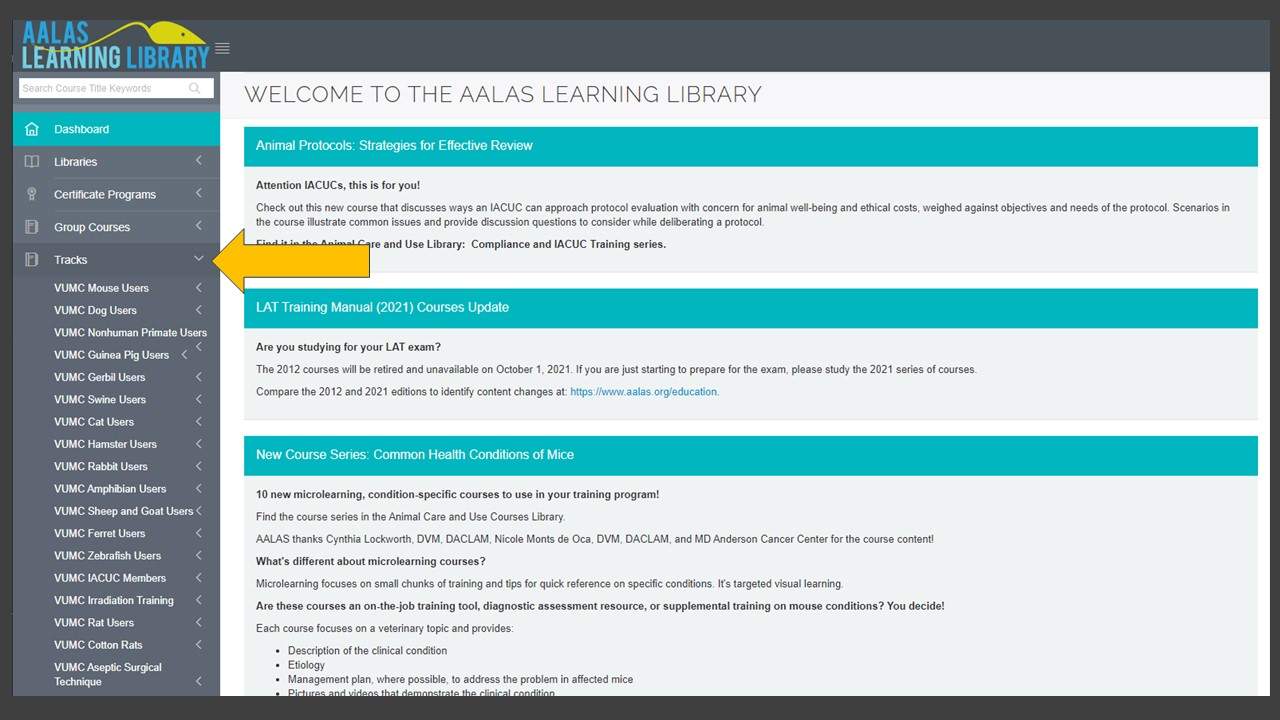 AALAS
LEARNING LIBRARY
Search Course Title Keywords
Dashboard
Libraries
Certificate Programs
Group Courses
Tracks
VUMC Mouse Users
VUMC Dog Users
VUMC Nonhuman Primate Users
VUMC Guinea Pig Users
VUMC Gerbil Users
VUMC Swine Users
VUMC Cat Users
VUMC Hamster Users
VUMC Rabbit Users
VUMC Amphibian Users
VUMC Sheep and Goat Users
VUMC Ferret Users
VUMC Zebrafish Users
VUMC IACUC Members
VUMC Irradiation Training
VUMC Rat Users
VUMC Cotton Rats
VUMC Aseptic Surgical
Technique
WELCOME TO THE AALAS LEARNING LIBRARY
Animal Protocols: Strategies for Effective Review
Attention IACUCs, this is for you!
Check out this new course that discusses ways an IACUC can approach protocol evaluation with concern for animal well-being and ethical costs, weighed against objectives and needs of the protocol. Scenarios in
the course illustrate common issues and provide discussion questions to consider while deliberating a protocol.
Find it in the Animal Care and Use Library: Compliance and IACUC Training series.
LAT Training Manual (2021) Courses Update
Are you studying for your LAT exam?
The 2012 courses will be retired and unavailable on October 1, 2021. If you are just starting to prepare for the exam, please study the 2021 series of courses.
Compare the 2012 and 2021 editions to identify content changes at: https://www.aalas.org/education.
New Course Series: Common Health Conditions of Mice
10 new microlearning, condition-specific courses to use in your training program!
Find the course series in the Animal Care and Use Courses Library.
AALAS thanks Cynthia Lockworth, DVM, DACLAM, Nicole Monts de Oca, DVM, DACLAM, and MD Anderson Cancer Center for the course content!
What's different about microlearning courses?
Microlearning focuses on small chunks of training and tips for quick reference on specific conditions. It's targeted visual learning.
Are these courses an on-the-job training tool, diagnostic assessment resource, or supplemental training on mouse conditions? You decide!
Each course focuses on a veterinary topic and provides:
• Description of the clinical condition
• Etiology
• Management plan, where possible, to address the problem in affected mice
• Pictures and videos that demonstrate the clinical condition